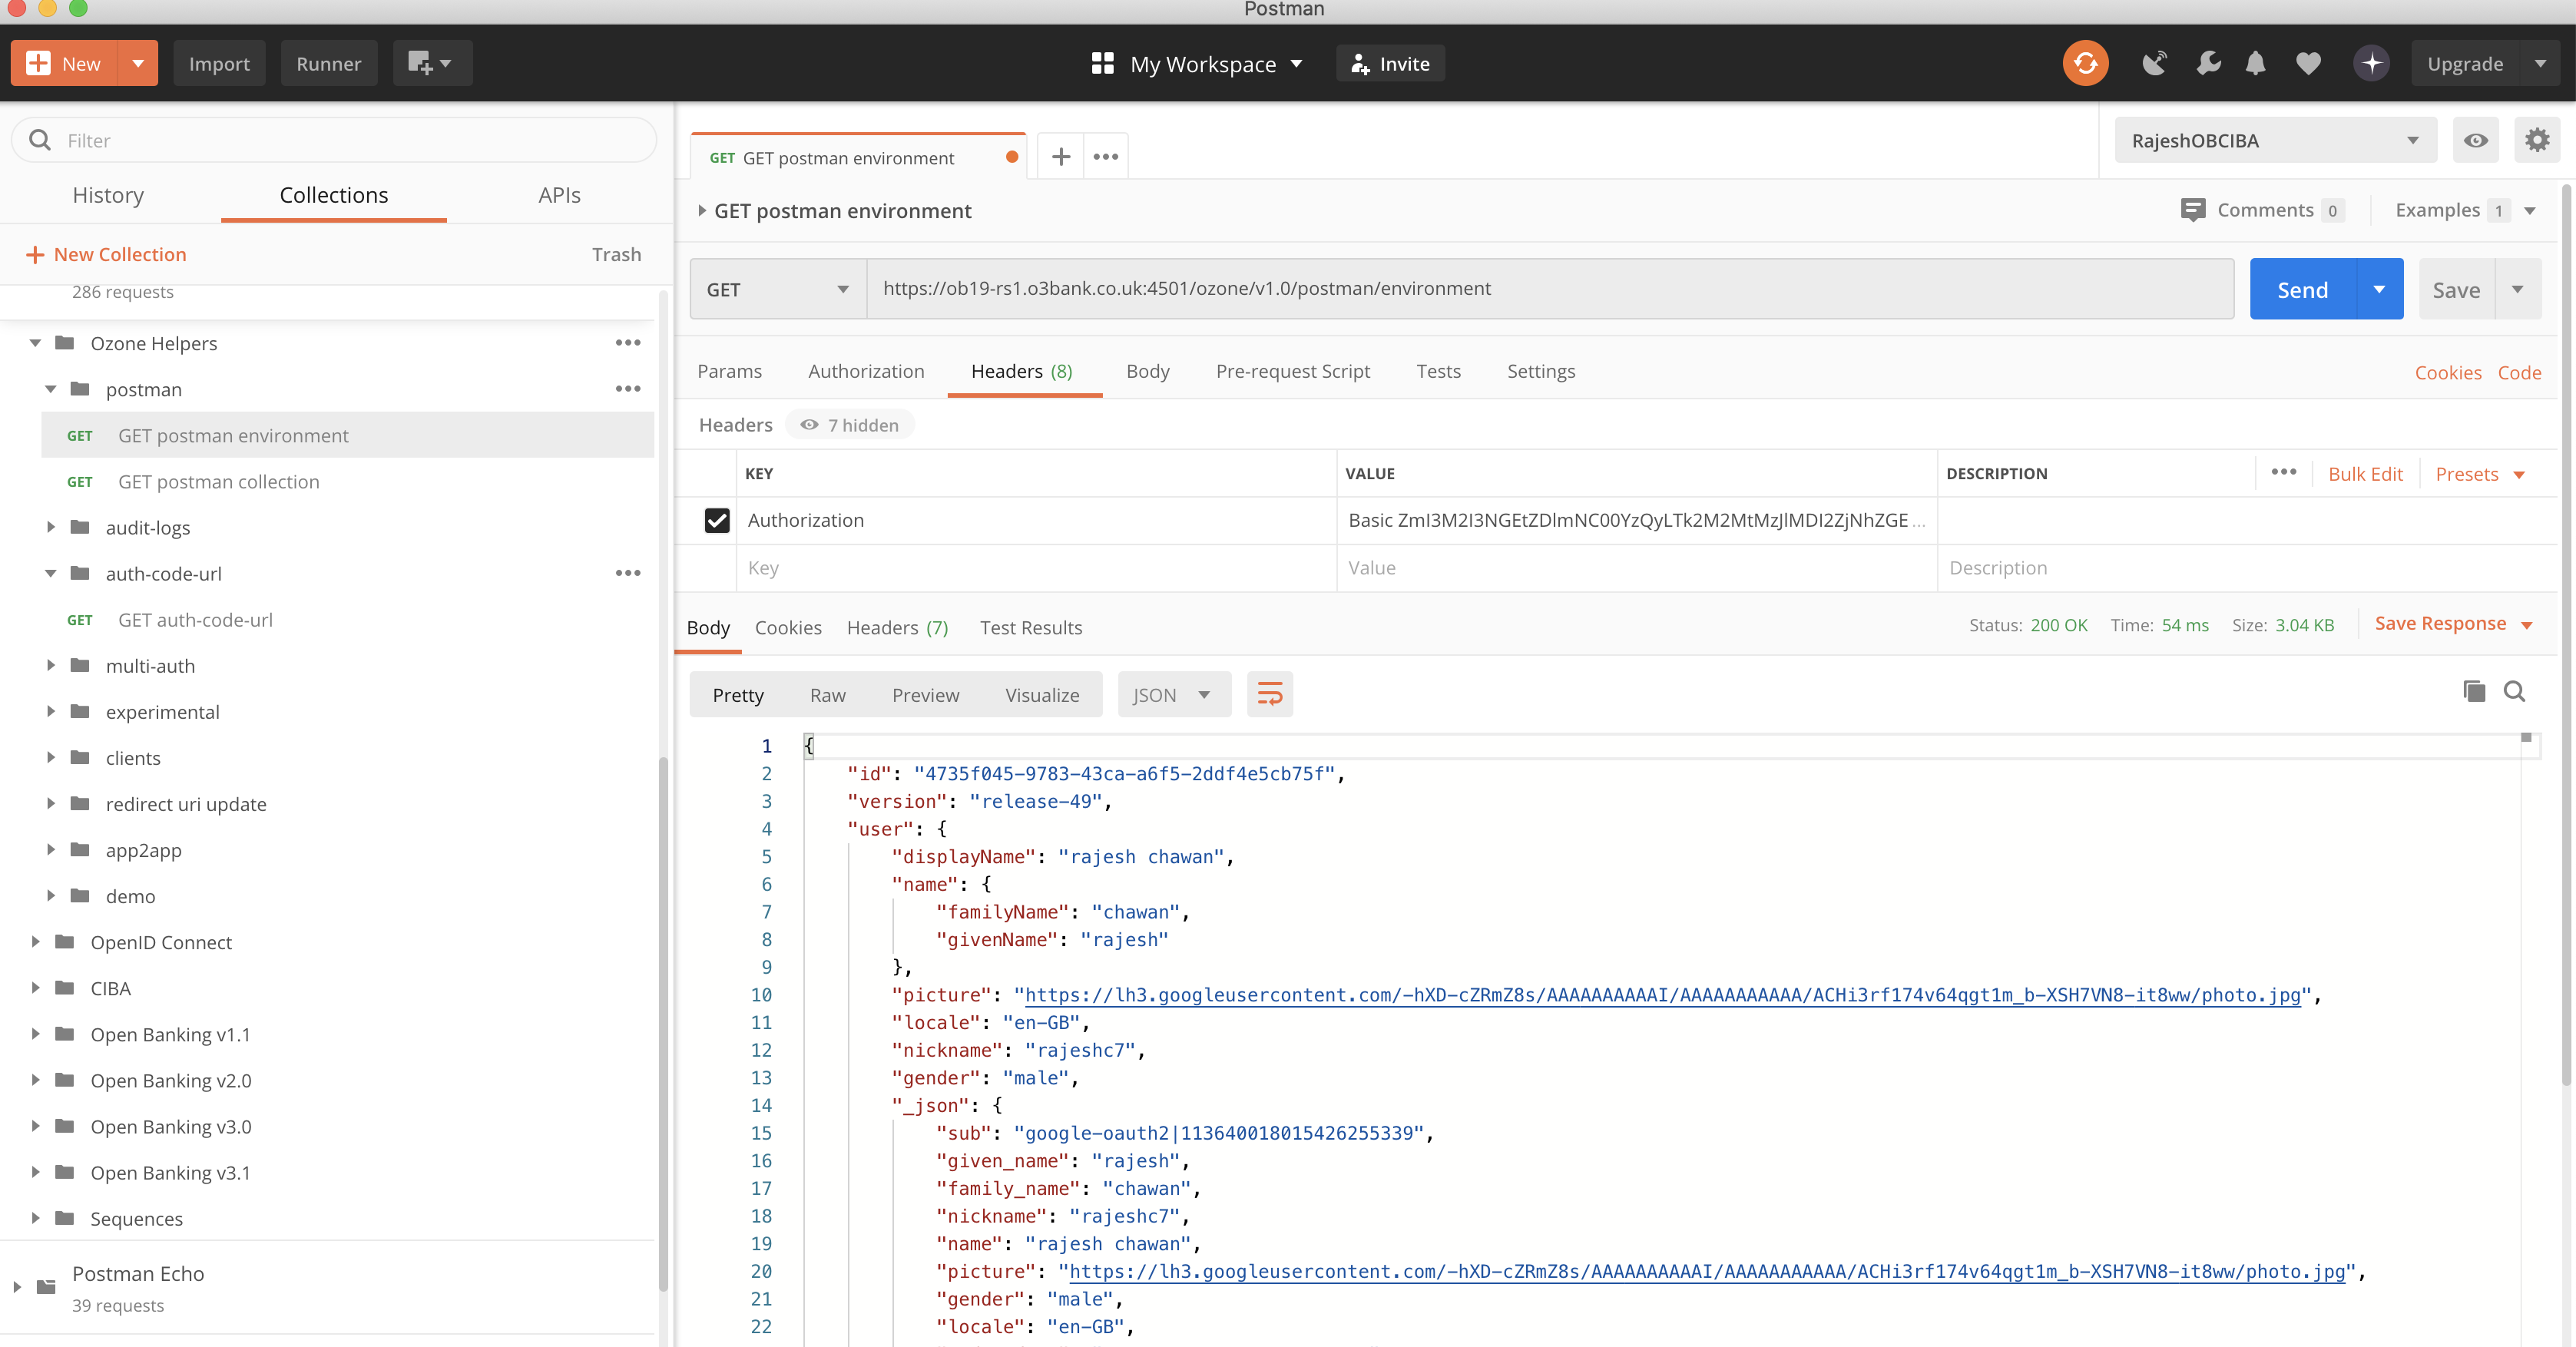 Postman
New
Import
Runner
My Workspace
Invite
Upgrade
Filter
History
Collections
APIs
New Collection
Trash
286 requests
Ozone Helpers
postman
GET GET postman environment
GET GET postman collection
audit-logs
auth-code-url
GET GET auth-code-url
multi-auth
experimental
clients
redirect uri update
app2app
demo
OpenID Connect
CIBA
Open Banking v1.1
Open Banking v2.0
Open Banking v3.0
Open Banking v3.1
Sequences
Postman Echo
39 requests
GET GET postman environment
RajeshOBCIBA
GET postman environment
Comments 0
Examples 1
GET
https://ob19-rs1.o3bank.co.uk:4501/ozone/v1.0/postman/environment
Send
Save
Params Authorization Headers (8) Body Pre-request Script Tests Settings
Cookies Code
Headers 7 hidden
KEY VALUE DESCRIPTION ••• Bulk Edit Presets
Authorization Basic ZmI3M2I3NGEtZDlmNC00YzQyLTk2M2MtMzJlMDI2ZjNhZGE ...
Key Value Description
Body Cookies Headers (7) Test Results
Status: 200 OK Time: 54 ms Size: 3.04 KB Save Response
Pretty Raw Preview Visualize JSON
1 {
2 "id": "4735f045-9783-43ca-a6f5-2ddf4e5cb75f",
3 "version": "release-49",
4 "user": {
5 "displayName": "rajesh chawan",
6 "name": {
7 "familyName": "chawan",
8 "givenName": "rajesh"
9 },
10 "picture": "https://lh3.googleusercontent.com/-hXD-cZRmZ8s/AAAAAAAAAAI/AAAAAAAAAAA/ACHi3rf174v64qgt1m_b-XSH7VN8-it8ww/photo.jpg",
11 "locale": "en-GB",
12 "nickname": "rajeshc7",
13 "gender": "male",
14 "_json": {
15 "sub": "google-oauth2|113640018015426255339",
16 "given_name": "rajesh",
17 "family_name": "chawan",
18 "nickname": "rajeshc7",
19 "name": "rajesh chawan",
20 "picture": "https://lh3.googleusercontent.com/-hXD-cZRmZ8s/AAAAAAAAAAI/AAAAAAAAAAA/ACHi3rf174v64qgt1m_b-XSH7VN8-it8ww/photo.jpg",
21 "gender": "male",
22 "locale": "en-GB",